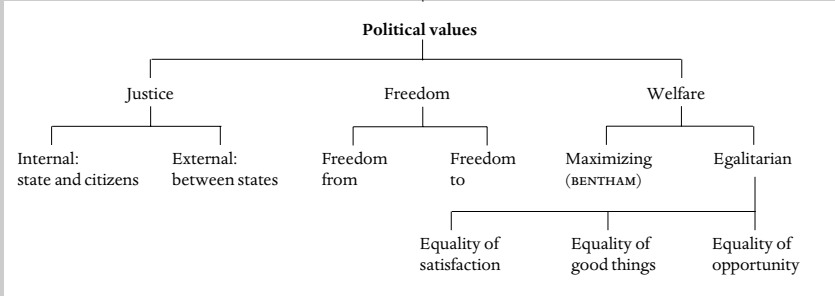 Political values
Justice
Freedom
Welfare
Internal:
state and citizens
External:
between states
Freedom
from
Freedom
to
Maximizing
(BENTHAM)
Egalitarian
Equality of
satisfaction
Equality of
good things
Equality of
opportunity